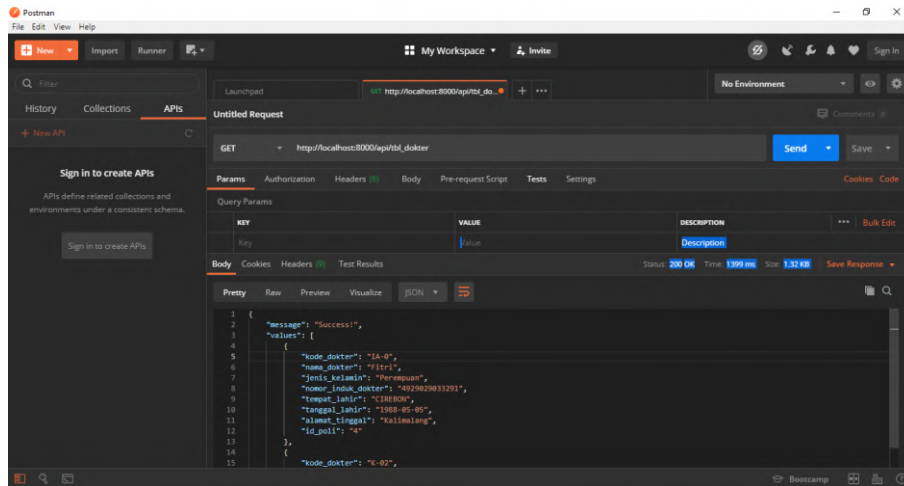 Postman
File Edit View Help
New Import Runner My Workspace Invite Sign In
Filter
History Collections APIs
+ New API
Sign in to create APIs
APIs define related collections and
environments under a consistent schema.
Sign in to create APIs
Launchpad GET http://localhost:8000/api/tbl_do... + ••• No Environment
Untitled Request Comments 0
GET http://localhost:8000/api/tbl_dokter Send Save
Params Authorization Headers (8) Body Pre-request Script Tests Settings Cookies Code
Query Params
KEY VALUE DESCRIPTION ••• Bulk Edit
Key Value Description
Body Cookies Headers (9) Test Results Status: 200 OK Time: 1399 ms Size: 1.32 KB Save Response
Pretty Raw Preview Visualize JSON
1 {
2 "message": "Success!",
3 "values": [
4 {
5 "kode_dokter": "IA-0",
6 "nama_dokter": "Fitri",
7 "jenis_kelamin": "Perempuan",
8 "nomor_induk_dokter": "4929029033291",
9 "tempat_lahir": "CIREBON",
10 "tanggal_lahir": "1988-05-05",
11 "alamat_tinggal": "Kalimalang",
12 "id_poli": "4"
13 },
14 {
15 "kode_dokter": "K-02",
Bootcamp